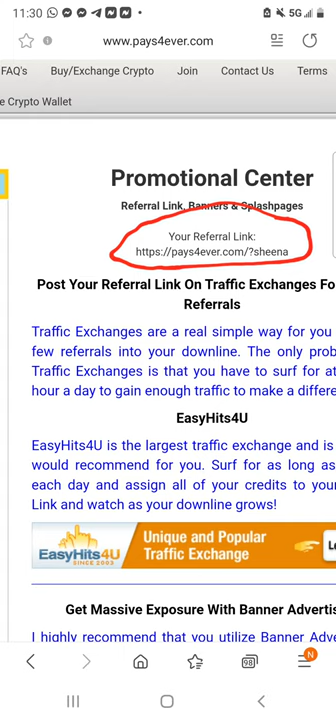 11:30
5G
www.pays4ever.com
FAQ's Buy/Exchange Crypto Join Contact Us Terms
e Crypto Wallet
Promotional Center
Referral Link, Banners & Splashpages
Your Referral Link:
https://pays4ever.com/?sheena
Post Your Referral Link On Traffic Exchanges Fo
Referrals
Traffic Exchanges are a real simple way for you
few referrals into your downline. The only prob
Traffic Exchanges is that you have to surf for at
hour a day to gain enough traffic to make a differe
EasyHits4U
EasyHits4U is the largest traffic exchange and is
would recommend for you. Surf for as long as
each day and assign all of your credits to your
Link and watch as your downline grows!
EasyHits4U
SINCE 2003
Unique and Popular
Traffic Exchange
Le
Get Massive Exposure With Banner Advertis
I highly recommend that you utilize Banner Adve
98
N